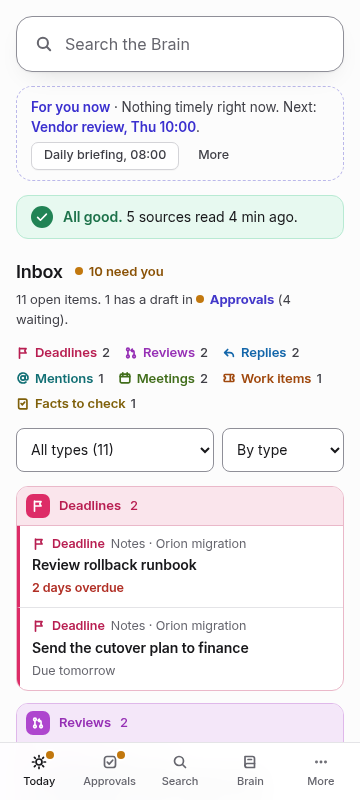 Search the Brain
For you now · Nothing timely right now. Next:
Vendor review, Thu 10:00.
Daily briefing, 08:00 More
All good. 5 sources read 4 min ago.
Inbox 10 need you
11 open items. 1 has a draft in Approvals (4
waiting).
Deadlines 2 Reviews 2 Replies 2
Mentions 1 Meetings 2 Work items 1
Facts to check 1
All types (11) By type
Deadlines 2
Deadline Notes · Orion migration
Review rollback runbook
2 days overdue
Deadline Notes · Orion migration
Send the cutover plan to finance
Due tomorrow
Reviews 2
Today Approvals Search Brain More